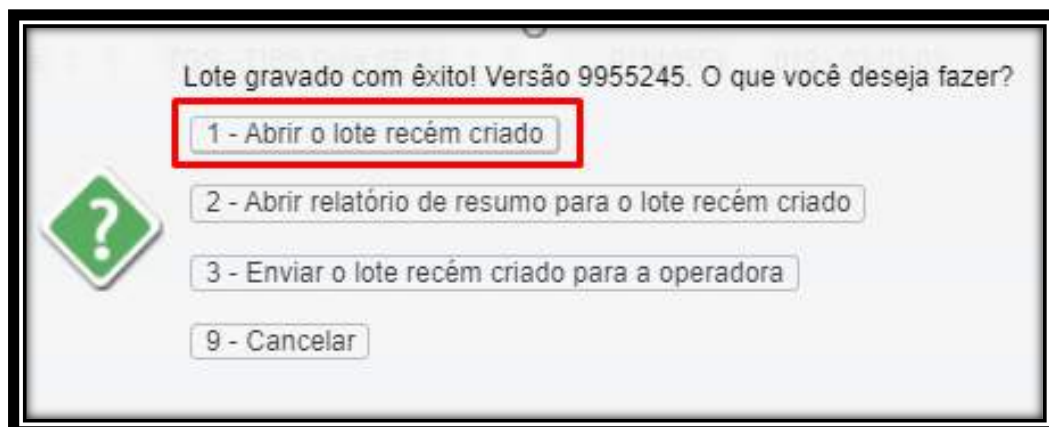 Lote gravado com êxito! Versão 9955245. O que você deseja fazer?
1 - Abrir o lote recém criado
?
2 - Abrir relatório de resumo para o lote recém criado
3 - Enviar o lote recém criado para a operadora
9 - Cancelar